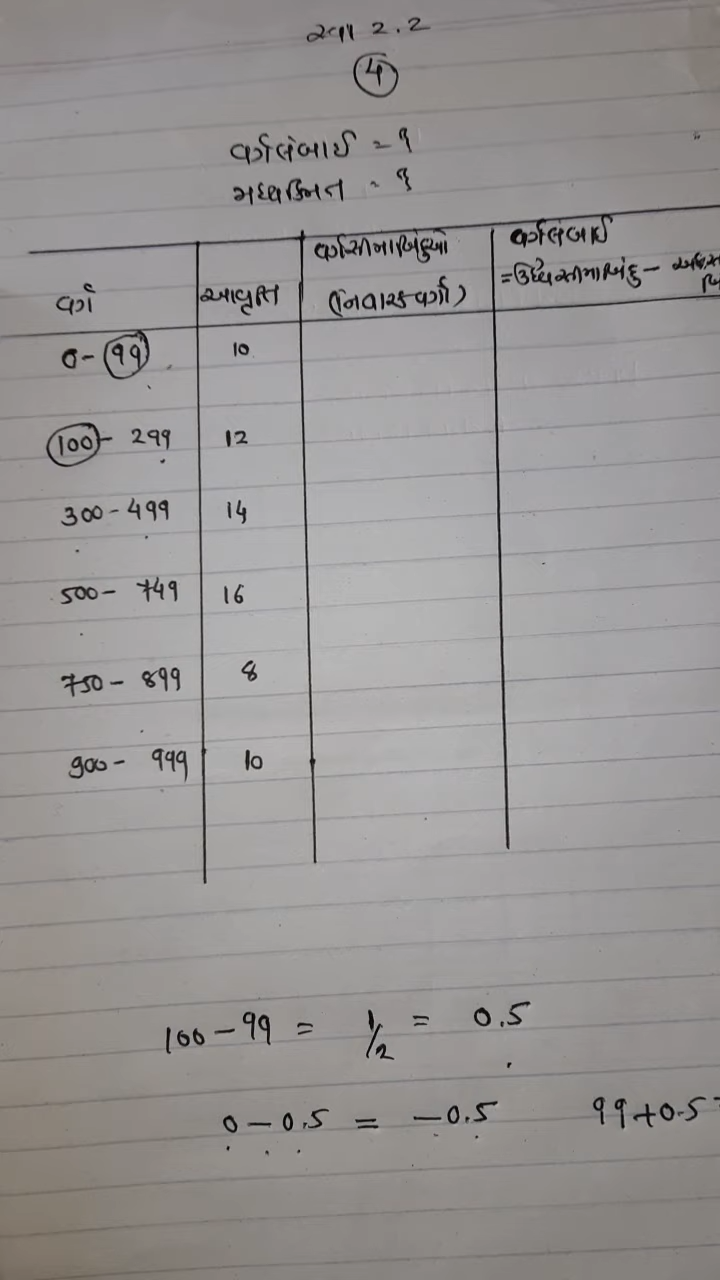 સ્વા 2.2
4
વર્ગલંબાઈ = ?
મધ્યકિંમત = ?
વર્ગ આવૃત્તિ વર્ગસીમાબિંદુઓ (નિવારક વર્ગો) વર્ગલંબાઈ = ઉર્ધ્વસીમાબિંદુ -
0 - 99 10
100 - 299 12
300 - 499 14
500 - 749 16
750 - 899 8
900 - 999 10
100 - 99 = 1/2 = 0.5
0 - 0.5 = -0.5 99+0.5